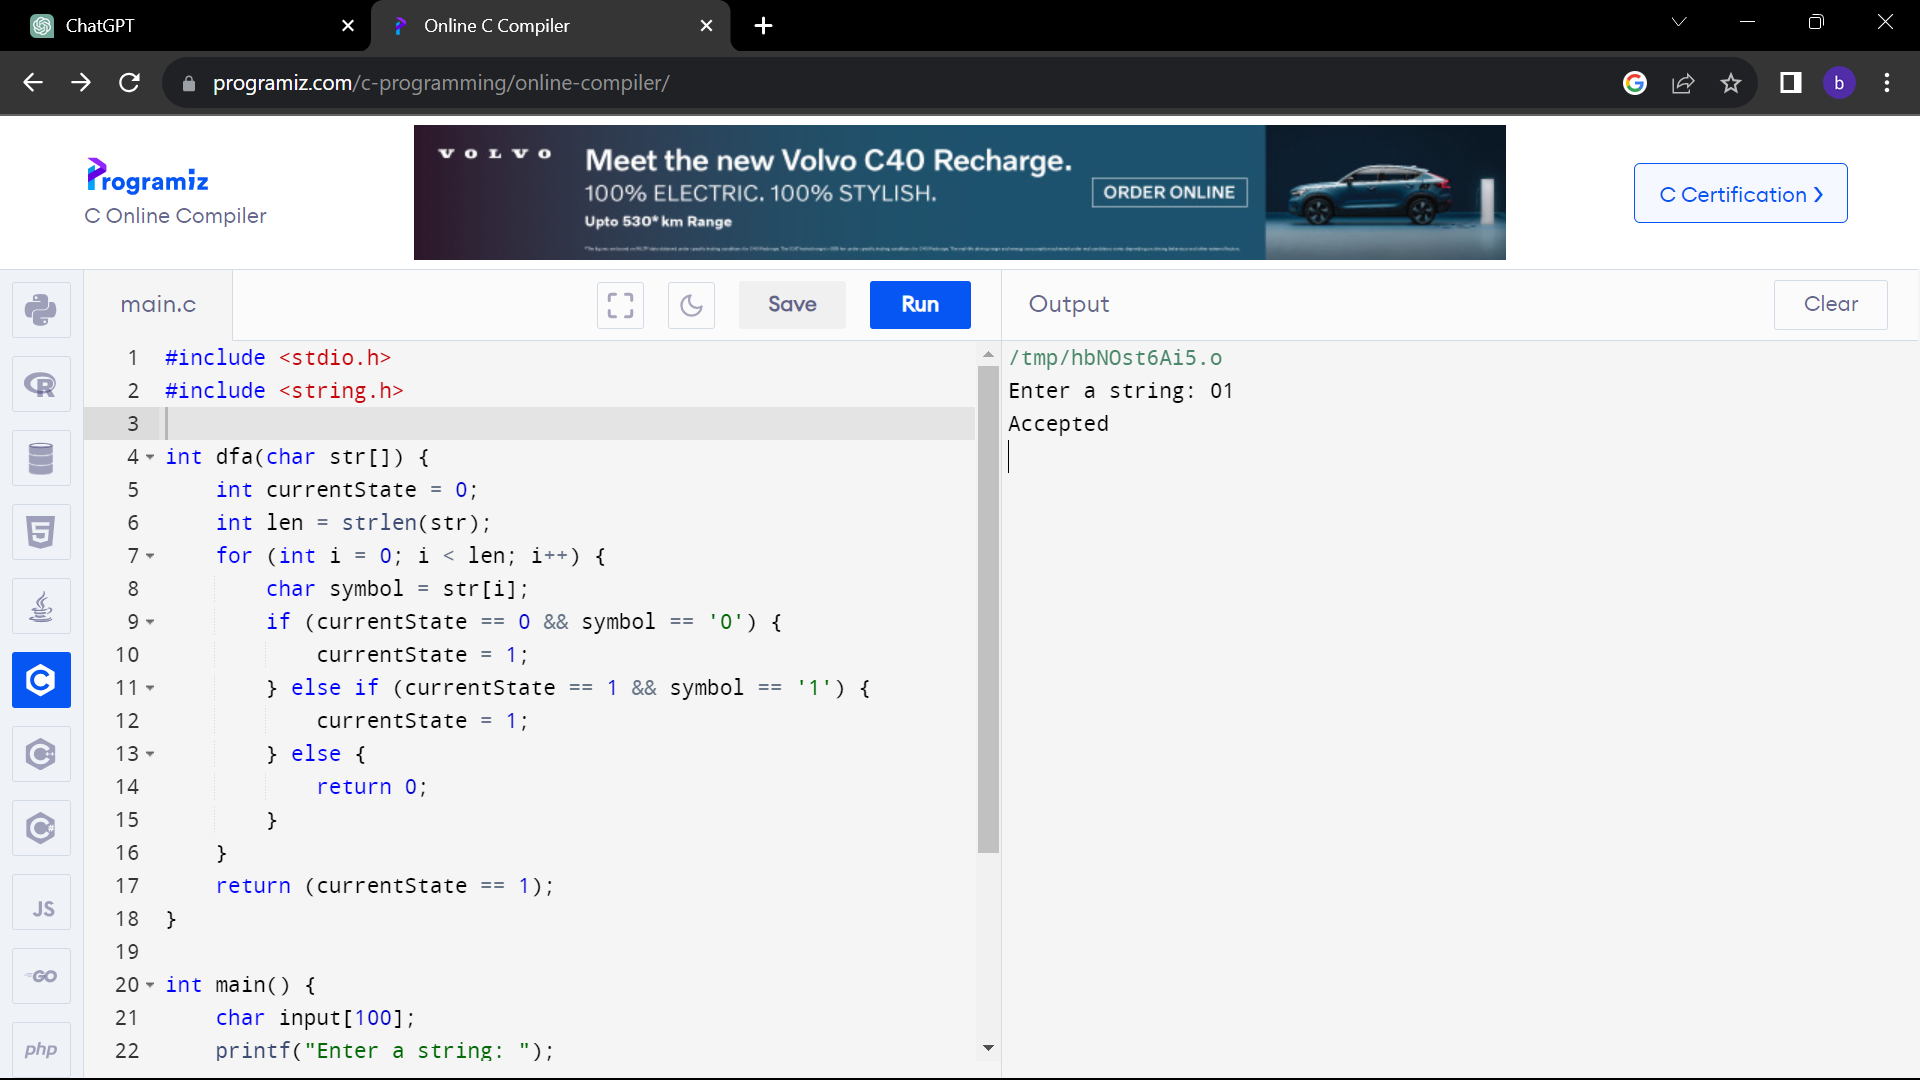 ChatGPT
Online C Compiler
programiz.com/c-programming/online-compiler/
b
VOLVO
Meet the new Volvo C40 Recharge.
100% ELECTRIC. 100% STYLISH.
Upto 530* km Range
ORDER ONLINE
Programiz
C Online Compiler
C Certification
main.c
Save
Run
Output
Clear
1 #include <stdio.h>
2 #include <string.h>
3
4 int dfa(char str[]) {
5 int currentState = 0;
6 int len = strlen(str);
7 for (int i = 0; i < len; i++) {
8 char symbol = str[i];
9 if (currentState == 0 && symbol == '0') {
10 currentState = 1;
11 } else if (currentState == 1 && symbol == '1') {
12 currentState = 1;
13 } else {
14 return 0;
15 }
16 }
17 return (currentState == 1);
18 }
19
20 int main() {
21 char input[100];
22 printf("Enter a string: ");
/tmp/hbNOst6Ai5.o
Enter a string: 01
Accepted
R
5
C
C
C#
JS
GO
php